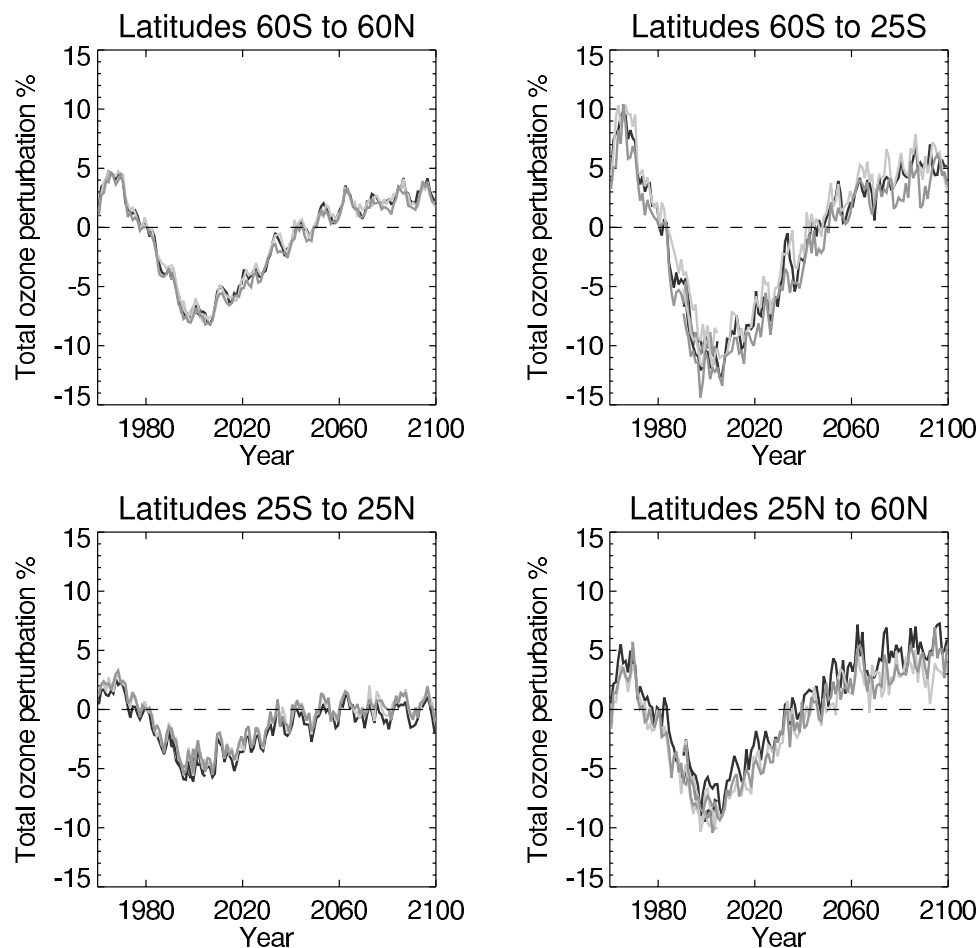 Latitudes 60S to 60N
Total ozone perturbation %
15
10
5
0
-5
-10
-15
1980 2020 2060 2100
Year
Latitudes 60S to 25S
Total ozone perturbation %
15
10
5
0
-5
-10
-15
1980 2020 2060 2100
Year
Latitudes 25S to 25N
Total ozone perturbation %
15
10
5
0
-5
-10
-15
1980 2020 2060 2100
Year
Latitudes 25N to 60N
Total ozone perturbation %
15
10
5
0
-5
-10
-15
1980 2020 2060 2100
Year